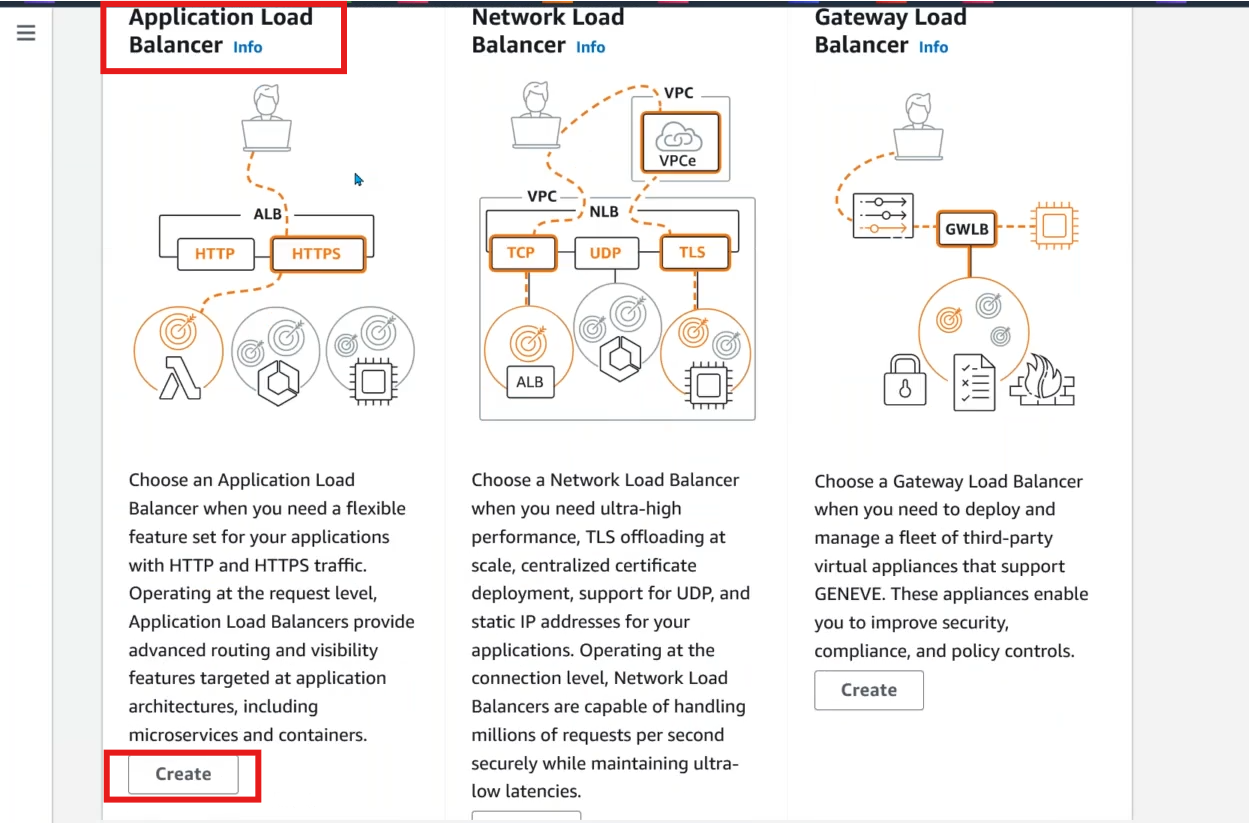 Application Load
Balancer Info
ALB
HTTP
HTTPS
Choose an Application Load
Balancer when you need a flexible
feature set for your applications
with HTTP and HTTPS traffic.
Operating at the request level,
Application Load Balancers provide
advanced routing and visibility
features targeted at application
architectures, including
microservices and containers.
Create
Network Load
Balancer Info
VPC
VPCe
VPC
NLB
TCP
UDP
TLS
ALB
Choose a Network Load Balancer
when you need ultra-high
performance, TLS offloading at
scale, centralized certificate
deployment, support for UDP, and
static IP addresses for your
applications. Operating at the
connection level, Network Load
Balancers are capable of handling
millions of requests per second
securely while maintaining ultra-
low latencies.
Gateway Load
Balancer Info
GWLB
Choose a Gateway Load Balancer
when you need to deploy and
manage a fleet of third-party
virtual appliances that support
GENEVE. These appliances enable
you to improve security,
compliance, and policy controls.
Create